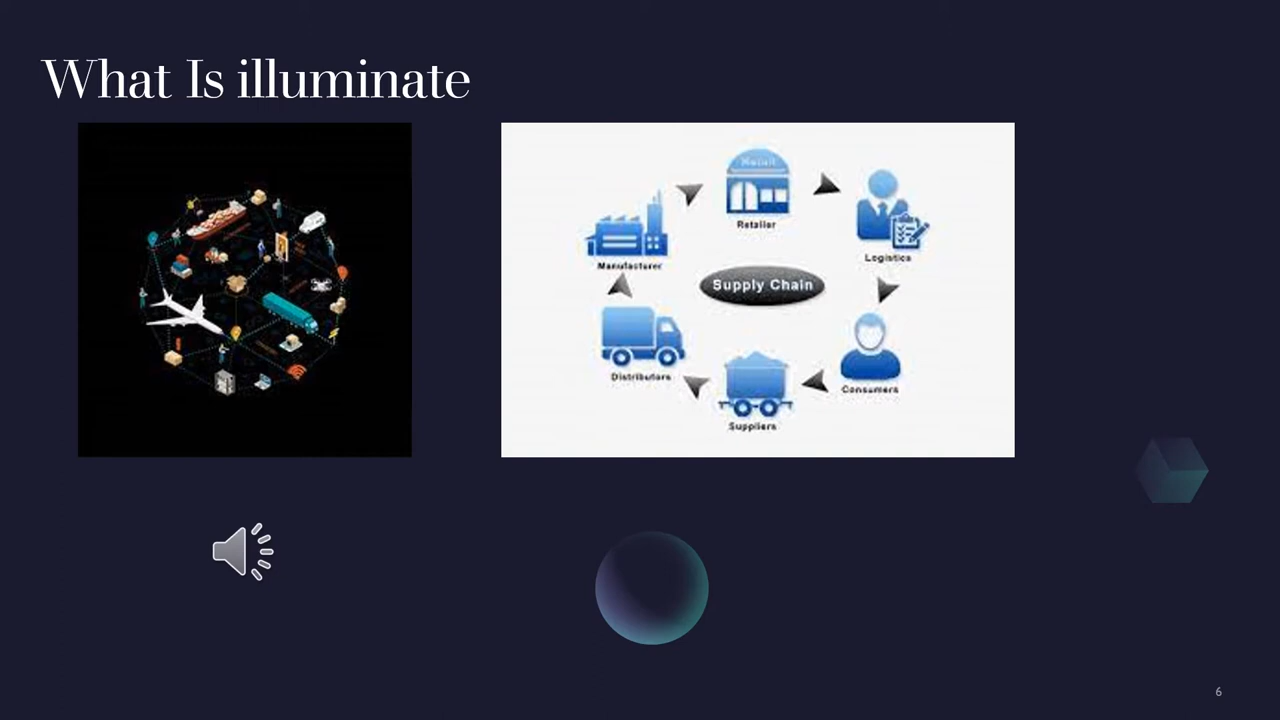 What Is illuminate
Retail
Retailer
Manufacturer
Logistics
Supply Chain
Distributors
Consumers
Suppliers
6